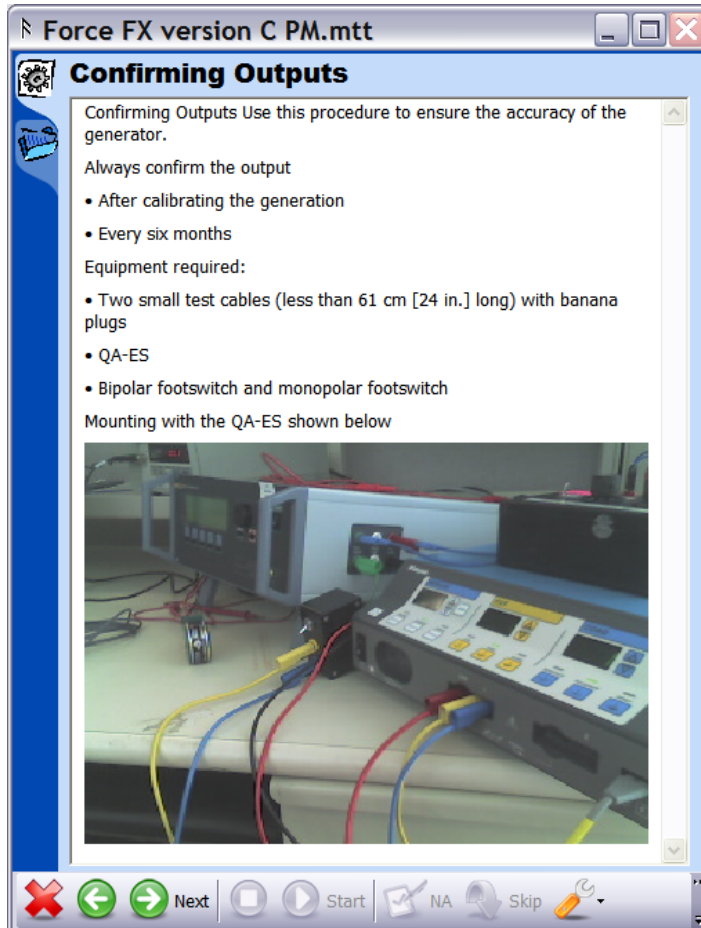 Force FX version C PM.mtt
Confirming Outputs
Confirming Outputs Use this procedure to ensure the accuracy of the
generator.
Always confirm the output
• After calibrating the generation
• Every six months
Equipment required:
• Two small test cables (less than 61 cm [24 in.] long) with banana
plugs
• QA-ES
• Bipolar footswitch and monopolar footswitch
Mounting with the QA-ES shown below
Next
Start
NA
Skip